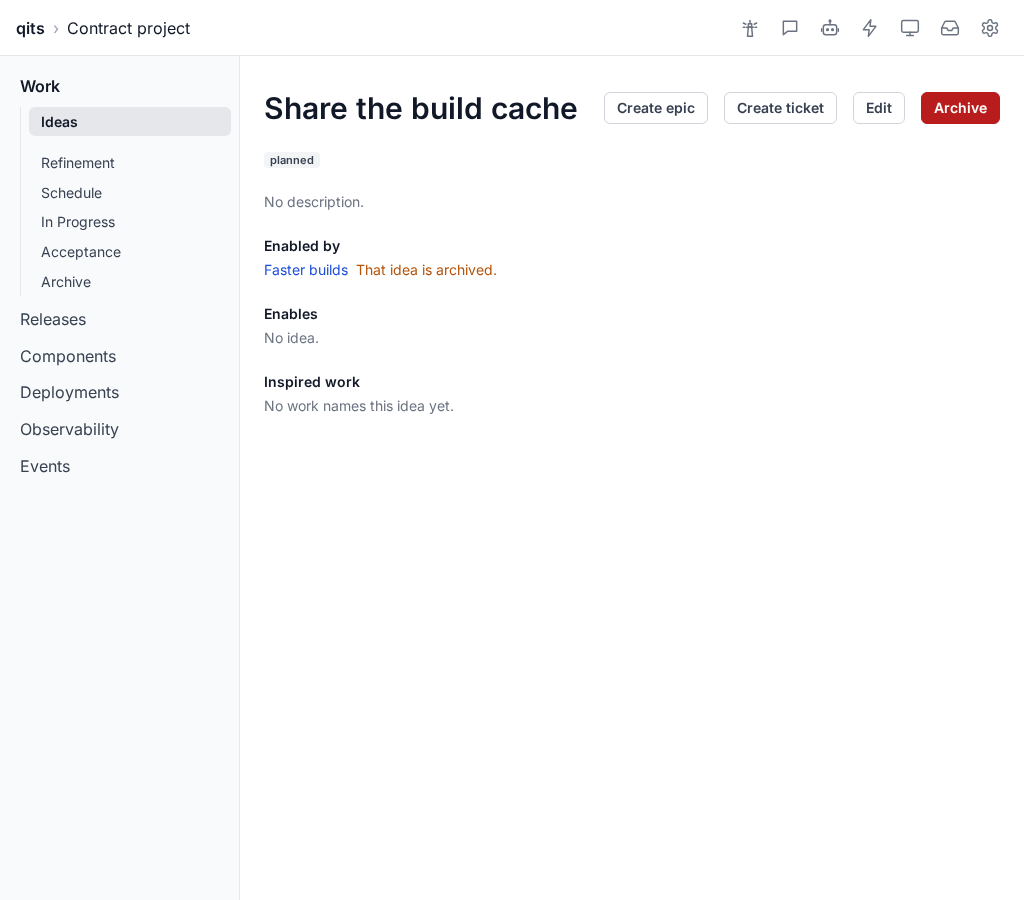 qits › Contract project
Work
Ideas
Refinement
Schedule
In Progress
Acceptance
Archive
Releases
Components
Deployments
Observability
Events
Share the build cache
Create epic
Create ticket
Edit
Archive
planned
No description.
Enabled by
Faster builds That idea is archived.
Enables
No idea.
Inspired work
No work names this idea yet.